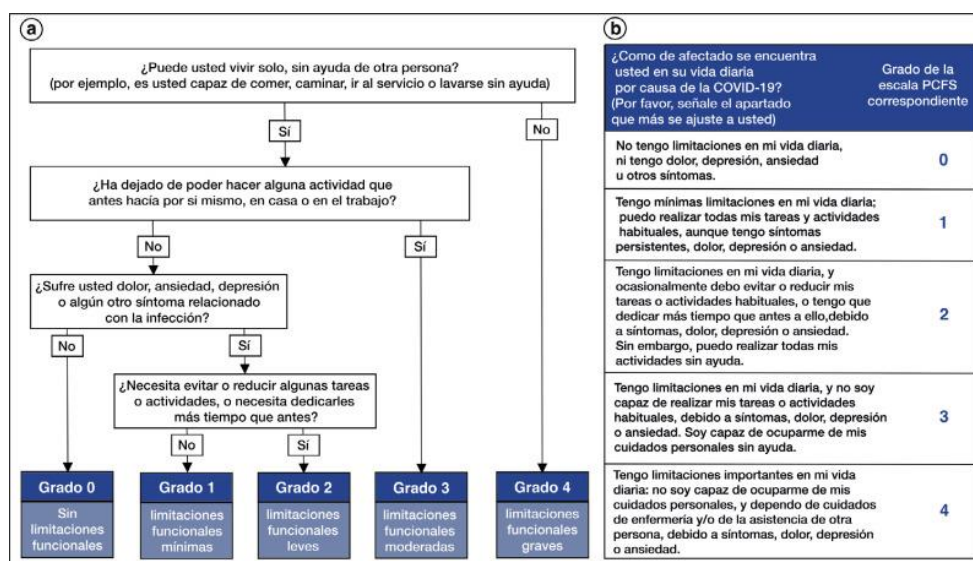 a
¿Puede usted vivir solo, sin ayuda de otra persona?
(por ejemplo, es usted capaz de comer, caminar, ir al servicio o lavarse sin ayuda)
Sí
No
¿Ha dejado de poder hacer alguna actividad que
antes hacía por si mismo, en casa o en el trabajo?
No
Sí
¿Sufre usted dolor, ansiedad, depresión
o algún otro síntoma relacionado
con la infección?
No
Sí
¿Necesita evitar o reducir algunas tareas
o actividades, o necesita dedicarles
más tiempo que antes?
No
Sí
Grado 0
Sin
limitaciones
funcionales
Grado 1
limitaciones
funcionales
mínimas
Grado 2
limitaciones
funcionales
leves
Grado 3
limitaciones
funcionales
moderadas
Grado 4
limitaciones
funcionales
graves
b
¿Como de afectado se encuentra
usted en su vida diaria
por causa de la COVID-19?
(Por favor, señale el apartado
que más se ajuste a usted)
Grado de la
escala PCFS
correspondiente
No tengo limitaciones en mi vida diaria,
ni tengo dolor, depresión, ansiedad
u otros síntomas.
0
Tengo mínimas limitaciones en mi vida diaria;
puedo realizar todas mis tareas y actividades
habituales, aunque tengo síntomas
persistentes, dolor, depresión o ansiedad.
1
Tengo limitaciones en mi vida diaria, y
ocasionalmente debo evitar o reducir mis
tareas o actividades habituales, o tengo que
dedicar más tiempo que antes a ello,debido
a síntomas, dolor, depresión o ansiedad.
Sin embargo, puedo realizar todas mis
actividades sin ayuda.
2
Tengo limitaciones en mi vida diaria, y no soy
capaz de realizar mis tareas o actividades
habituales, debido a síntomas, dolor, depresión
o ansiedad. Soy capaz de ocuparme de mis
cuidados personales sin ayuda.
3
Tengo limitaciones importantes en mi vida
diaria: no soy capaz de ocuparme de mis
cuidados personales, y dependo de cuidados
de enfermería y/o de la asistencia de otra
persona, debido a síntomas, dolor, depresión
o ansiedad.
4